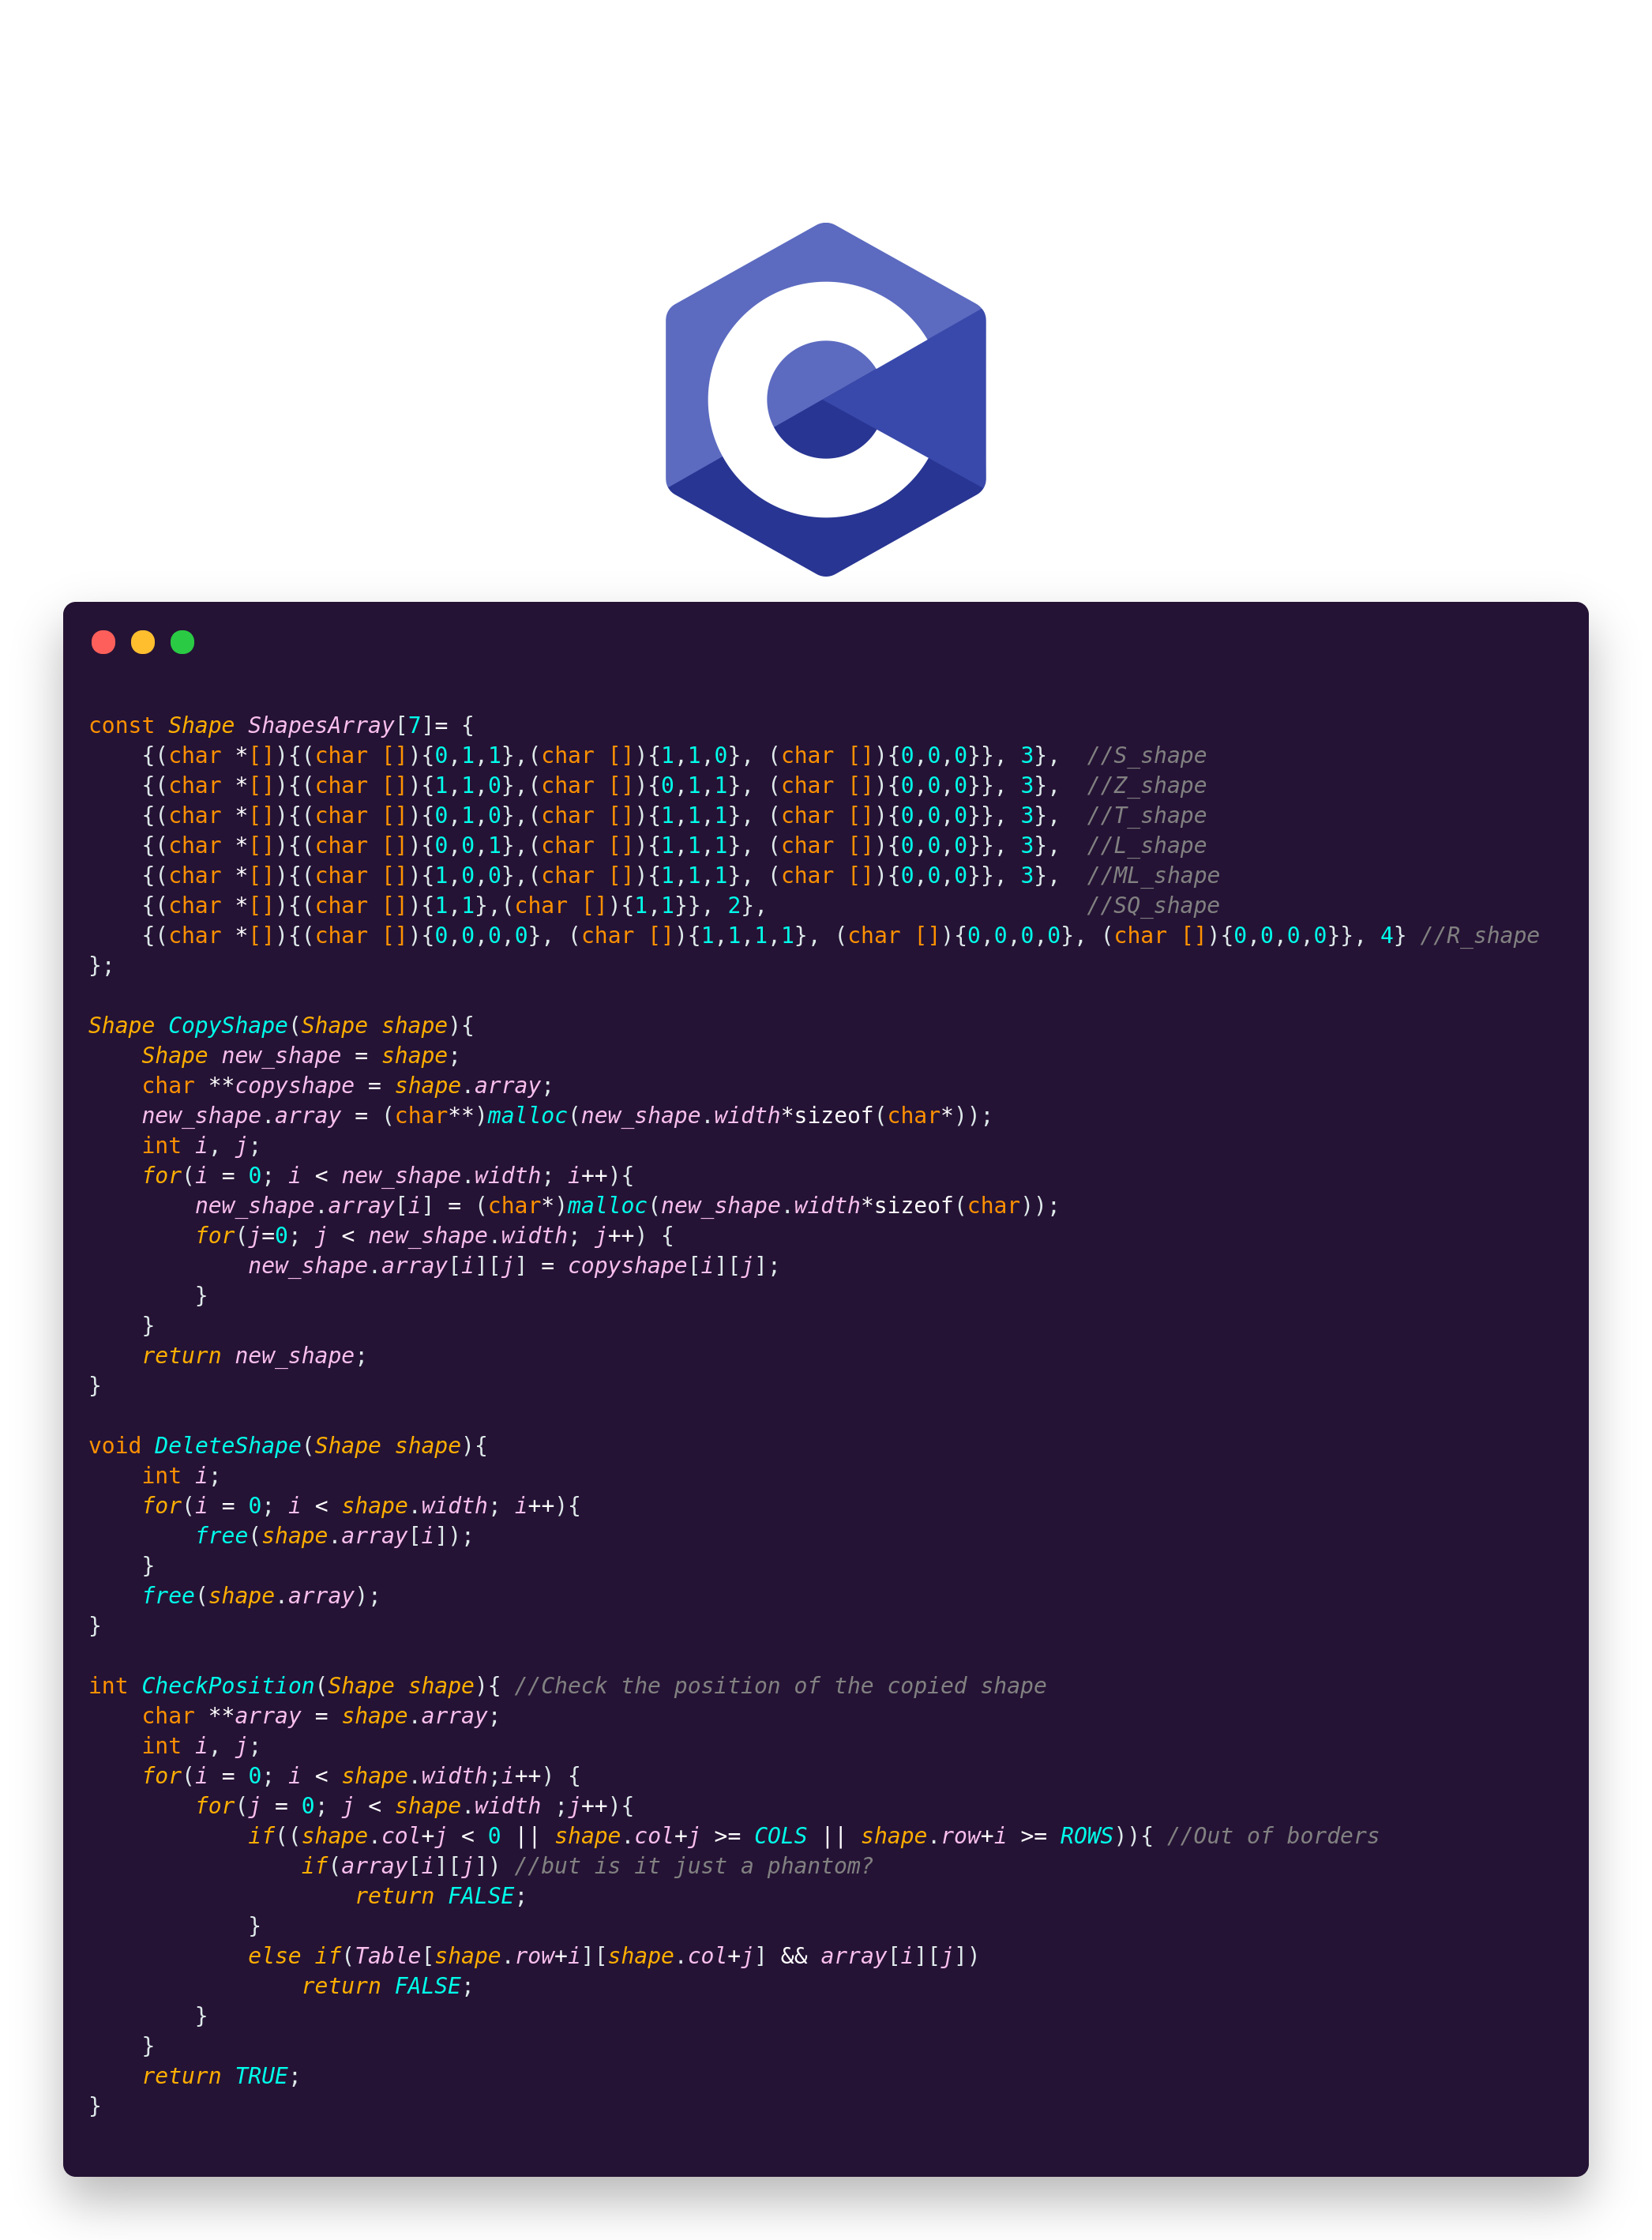 C
const Shape ShapesArray[7]= {
    {(char *[]){(char []){0,1,1},(char []){1,1,0}, (char []){0,0,0}}, 3},  //S_shape
    {(char *[]){(char []){1,1,0},(char []){0,1,1}, (char []){0,0,0}}, 3},  //Z_shape
    {(char *[]){(char []){0,1,0},(char []){1,1,1}, (char []){0,0,0}}, 3},  //T_shape
    {(char *[]){(char []){0,0,1},(char []){1,1,1}, (char []){0,0,0}}, 3},  //L_shape
    {(char *[]){(char []){1,0,0},(char []){1,1,1}, (char []){0,0,0}}, 3},  //ML_shape
    {(char *[]){(char []){1,1},(char []){1,1}}, 2},                        //SQ_shape
    {(char *[]){(char []){0,0,0,0}, (char []){1,1,1,1}, (char []){0,0,0,0}, (char []){0,0,0,0}}, 4} //R_shape
};

Shape CopyShape(Shape shape){
    Shape new_shape = shape;
    char **copyshape = shape.array;
    new_shape.array = (char**)malloc(new_shape.width*sizeof(char*));
    int i, j;
    for(i = 0; i < new_shape.width; i++){
        new_shape.array[i] = (char*)malloc(new_shape.width*sizeof(char));
        for(j=0; j < new_shape.width; j++) {
            new_shape.array[i][j] = copyshape[i][j];
        }
    }
    return new_shape;
}

void DeleteShape(Shape shape){
    int i;
    for(i = 0; i < shape.width; i++){
        free(shape.array[i]);
    }
    free(shape.array);
}

int CheckPosition(Shape shape){ //Check the position of the copied shape
    char **array = shape.array;
    int i, j;
    for(i = 0; i < shape.width;i++) {
        for(j = 0; j < shape.width ;j++){
            if((shape.col+j < 0 || shape.col+j >= COLS || shape.row+i >= ROWS)){ //Out of borders
                if(array[i][j]) //but is it just a phantom?
                    return FALSE;
            }
            else if(Table[shape.row+i][shape.col+j] && array[i][j])
                return FALSE;
        }
    }
    return TRUE;
}